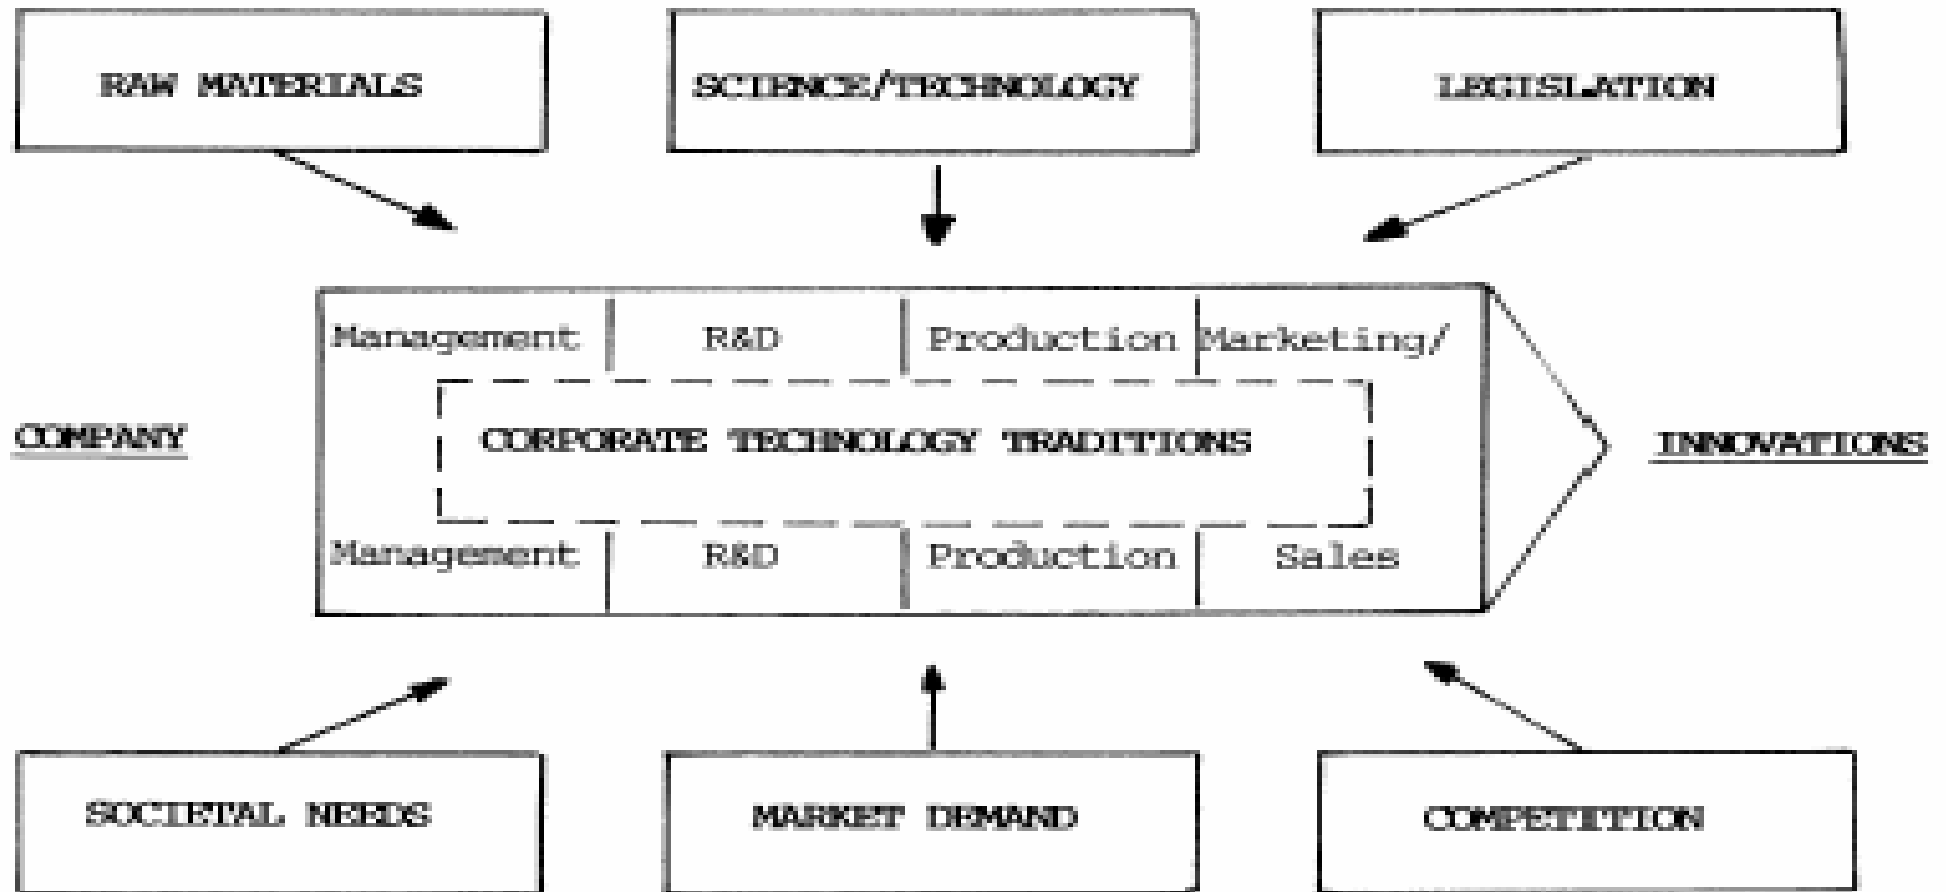 RAW MATERIALS SCIENCE/TECHNOLOGY LEGISLATION
Management R&D Production Marketing/
COMPANY CORPORATE TECHNOLOGY TRADITIONS INNOVATIONS
Management R&D Production Sales
SOCIETAL NEEDS MARKET DEMAND COMPETITION